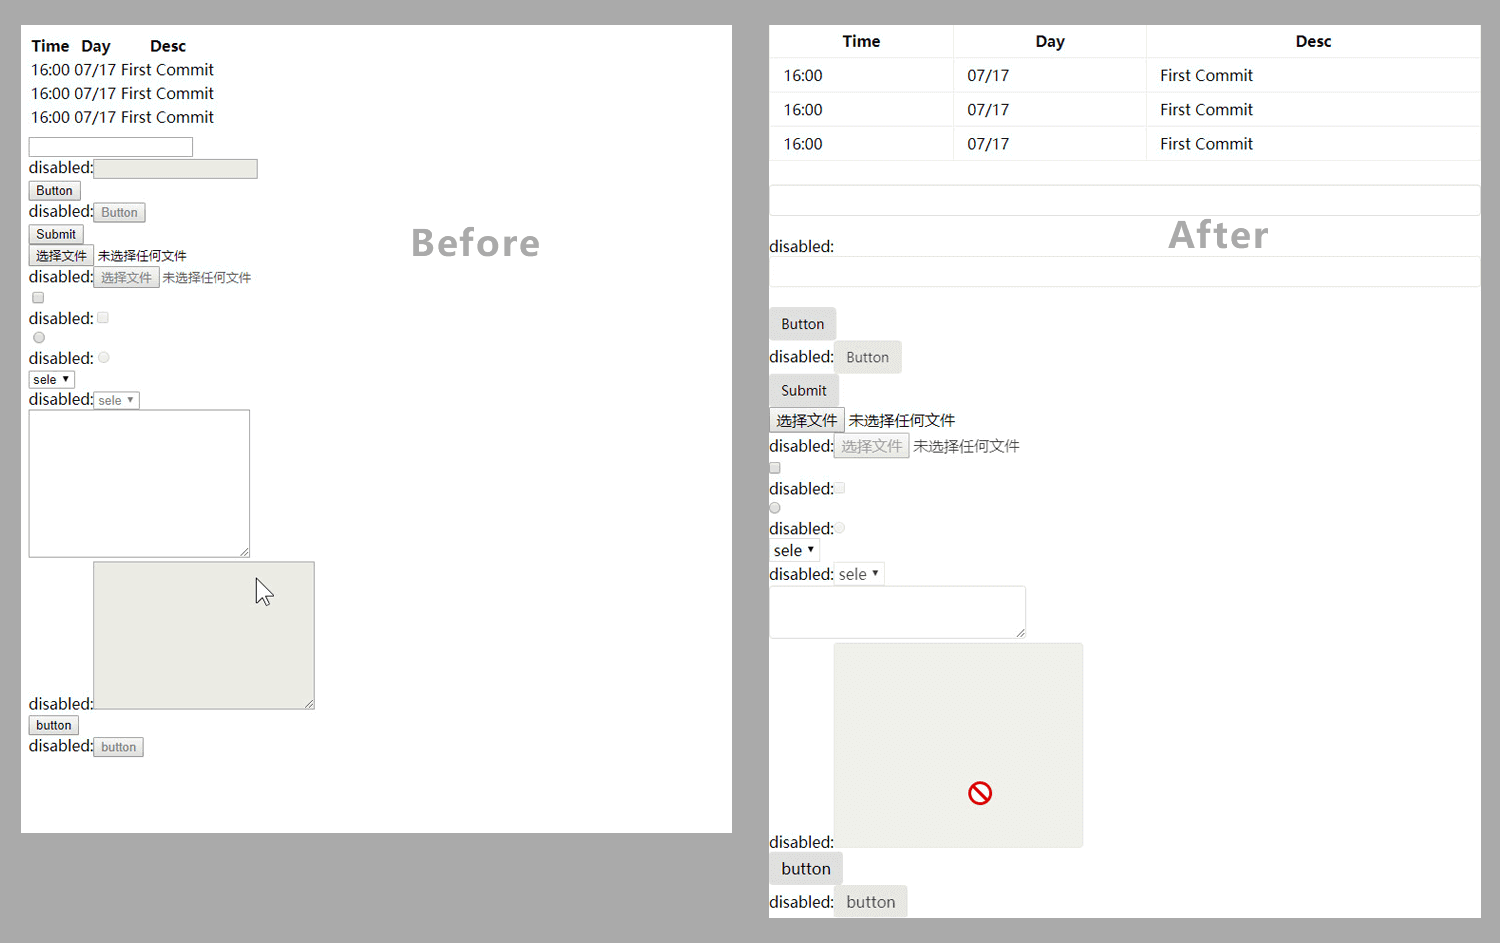 Time Day Desc
16:00 07/17 First Commit
16:00 07/17 First Commit
16:00 07/17 First Commit
disabled:
Button
disabled: Button
Submit
选择文件 未选择任何文件
disabled: 选择文件 未选择任何文件
disabled:
disabled:
sele
disabled: sele
disabled:
button
disabled: button
Before
Time Day Desc
16:00 07/17 First Commit
16:00 07/17 First Commit
16:00 07/17 First Commit
After
disabled:
Button
disabled: Button
Submit
选择文件 未选择任何文件
disabled: 选择文件 未选择任何文件
disabled:
disabled:
sele
disabled: sele
disabled:
button
disabled: button